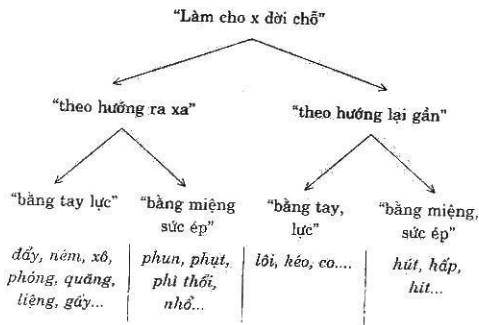 “Làm cho x dời chỗ”
“theo hướng ra xa”
“theo hướng lại gần”
“bằng tay lực”
“bằng miệng
sức ép”
“bằng tay,
lực”
“bằng miệng,
sức ép”
đẩy, ném, xô,
phóng, quăng,
liệng, gảy...
phun, phụt,
phì thổi,
nhổ...
lôi, kéo, co....
hút, hấp,
hít...